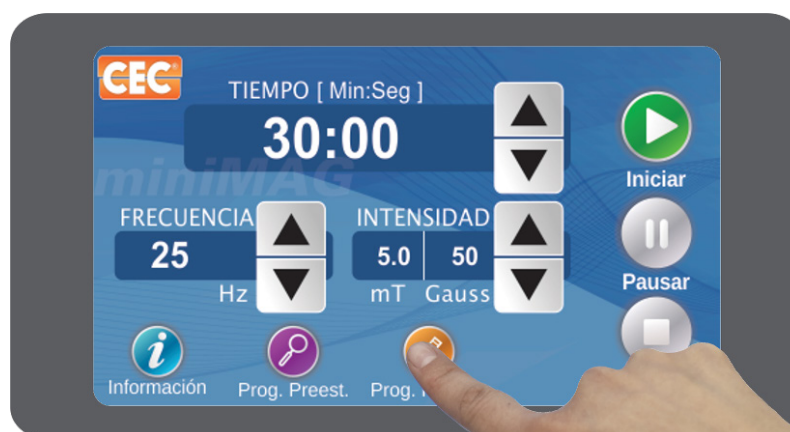 CEC
TIEMPO [ Min:Seg ]
30:00
miniMAG
Iniciar
FRECUENCIA
25
Hz
INTENSIDAD
5.0 50
mT Gauss
Pausar
Información
Prog. Preest.
Prog.